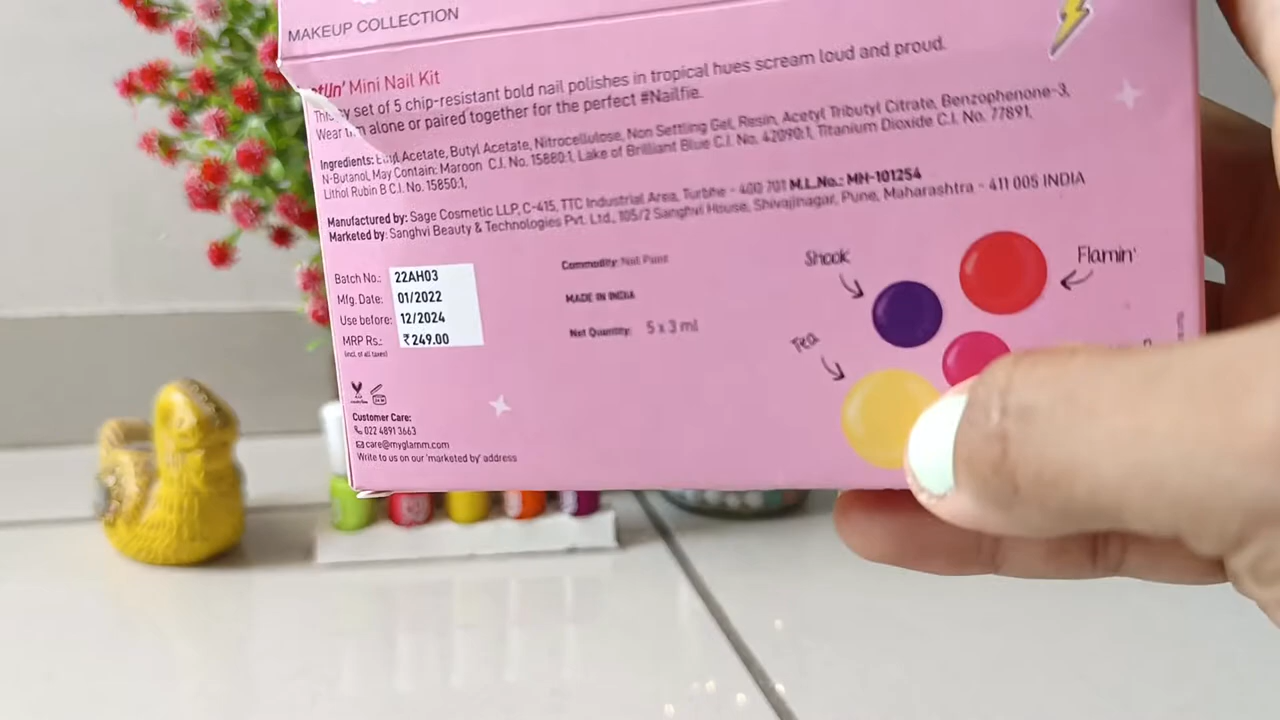 MAKEUP COLLECTION
Mini Nail Kit
set of 5 chip-resistant bold nail polishes in tropical hues scream loud and proud.
Wear alone or paired together for the perfect #Nailfie.
Ingredients: Acetate, Butyl Acetate, Nitrocellulose, Non Settling Gel, Resin, Acetyl Tributyl Citrate, Benzophenone-3,
N-Butanol, May Contain: Maroon C.I. No. 15880:1, Lake of Brilliant Blue C.I. No. 42090:1, Titanium Dioxide C.I. No. 77891,
Lithol Rubin B C.I. No. 15850:1,
Manufactured by: Sage Cosmetic LLP, C-415, TTC Industrial Area, Turbhe - 400 701 M.L.No.: MH-101254
Marketed by: Sanghvi Beauty & Technologies Pvt. Ltd., 105/2 Sanghvi House, Shivajinagar, Pune, Maharashtra - 411 005 INDIA
Batch No.: 22AH03
Mfg. Date: 01/2022
Use before: 12/2024
MRP Rs.: ₹249.00
(incl. of all taxes)
Commodity: Nail Paint
MADE IN INDIA
Net Quantity: 5 x 3 ml
Shook
Flamin'
Tea
Customer Care:
022 4891 3663
care@myglamm.com
Write to us on our 'marketed by' address